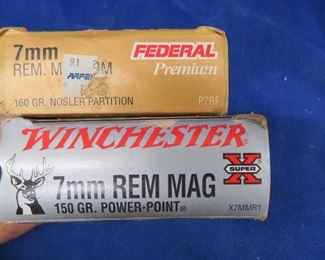 7mm
REM. M
FEDERAL
Premium
160 GR. NOSLER PARTITION
P7RF
WINCHESTER
7mm REM MAG
SUPER X
150 GR. POWER-POINT®
X7MMR1